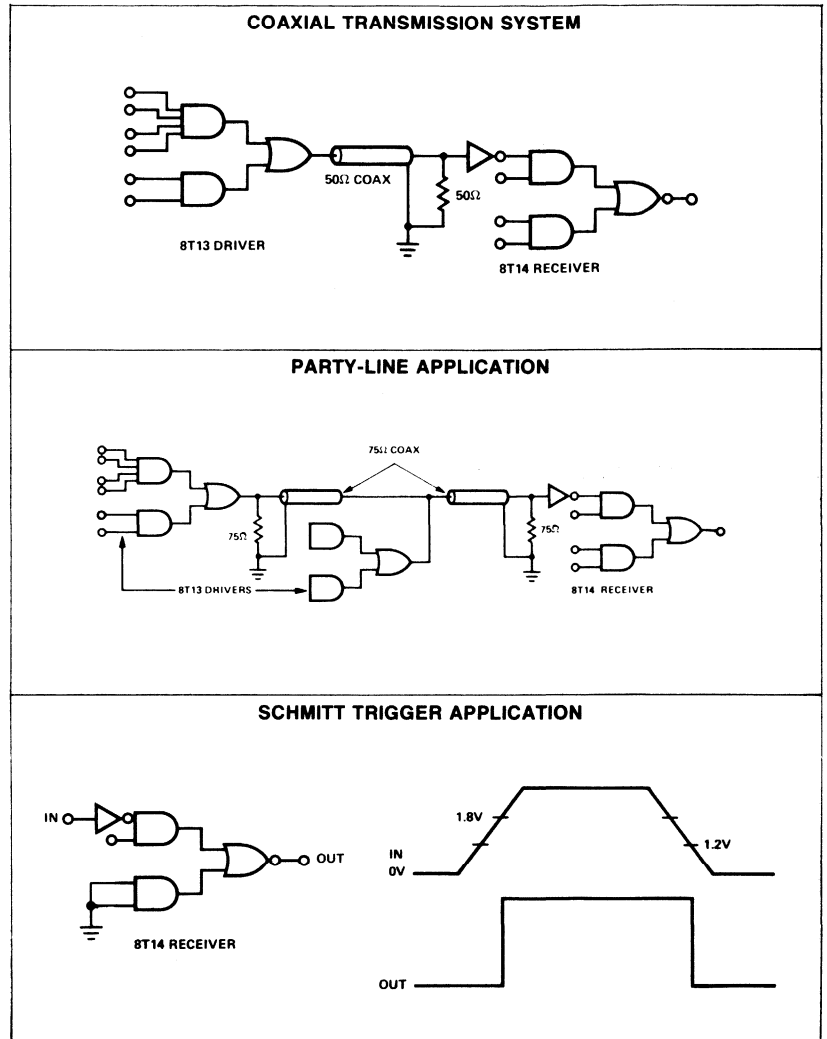 COAXIAL TRANSMISSION SYSTEM
50Ω COAX
50Ω
8T13 DRIVER
8T14 RECEIVER
PARTY-LINE APPLICATION
75Ω COAX
75Ω
75Ω
8T13 DHIVERS
8T14 RECEIVER
SCHMITT TRIGGER APPLICATION
IN
OUT
8T14 RECEIVER
1.8V
1.2V
IN
0V
OUT